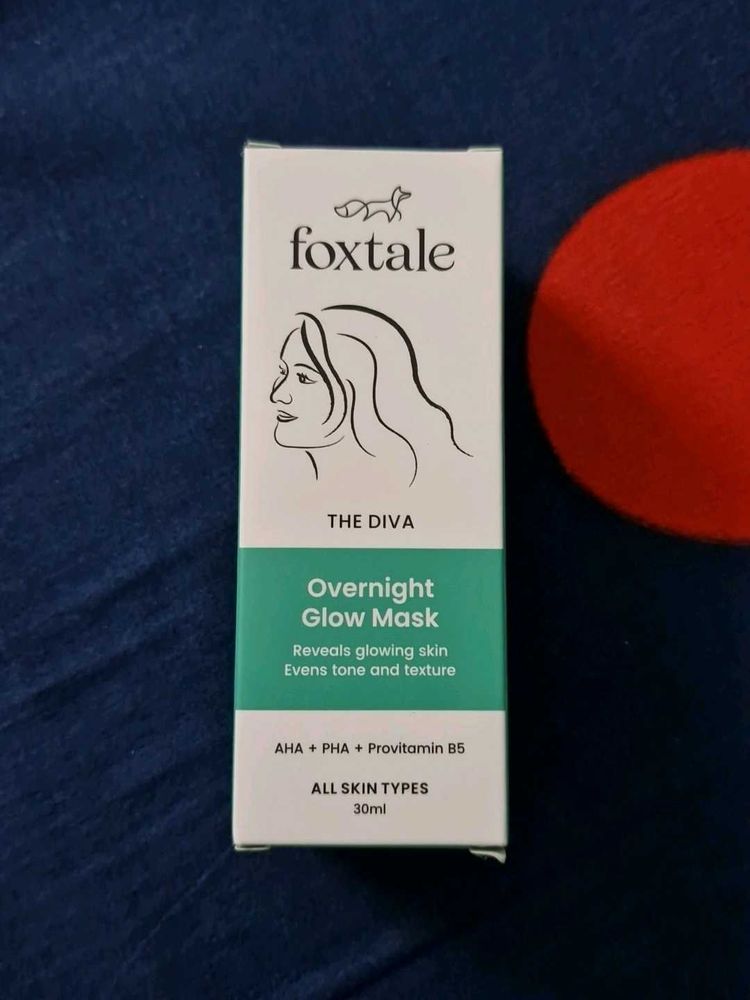 foxtale
THE DIVA
Overnight
Glow Mask
Reveals glowing skin
Evens tone and texture
AHA + PHA + Provitamin B5
ALL SKIN TYPES
30ml